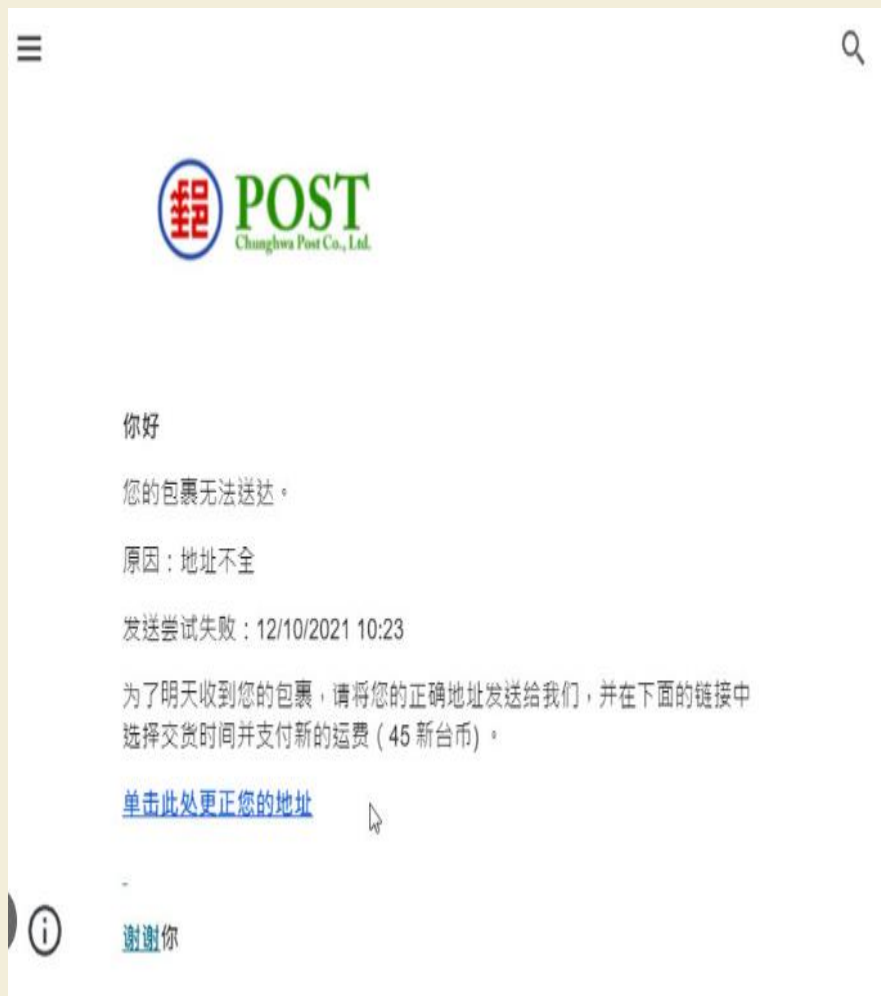 郵 POST
Chunghwa Post Co., Ltd.
你好
您的包裹无法送达。
原因：地址不全
发送尝试失败：12/10/2021 10:23
为了明天收到您的包裹，请将您的正确地址发送给我们，并在下面的链接中
选择交货时间并支付新的运费 ( 45 新台币) 。
单击此处更正您的地址
-
谢谢你